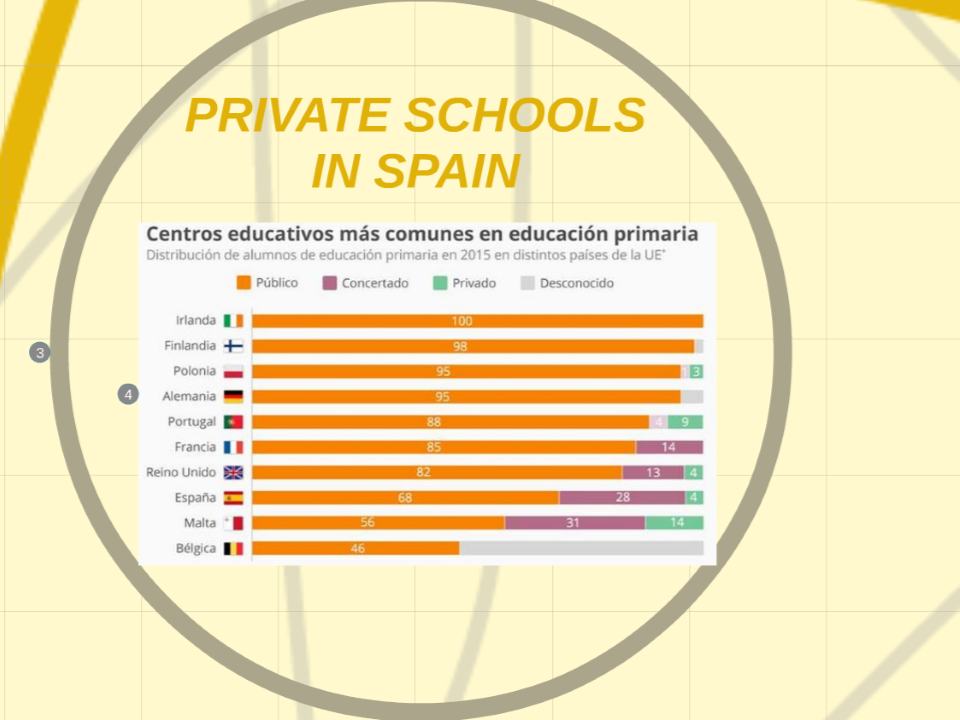 PRIVATE SCHOOLS
IN SPAIN
Centros educativos más comunes en educación primaria
Distribución de alumnos de educación primaria en 2015 en distintos países de la UE*
Público Concertado Privado Desconocido
Irlanda 100
Finlandia 98
3
Polonia 95 1 3
4
Alemania 95
Portugal 88 4 9
Francia 85 14
Reino Unido 82 13 4
España 68 28 4
Malta 56 31 14
Bélgica 46